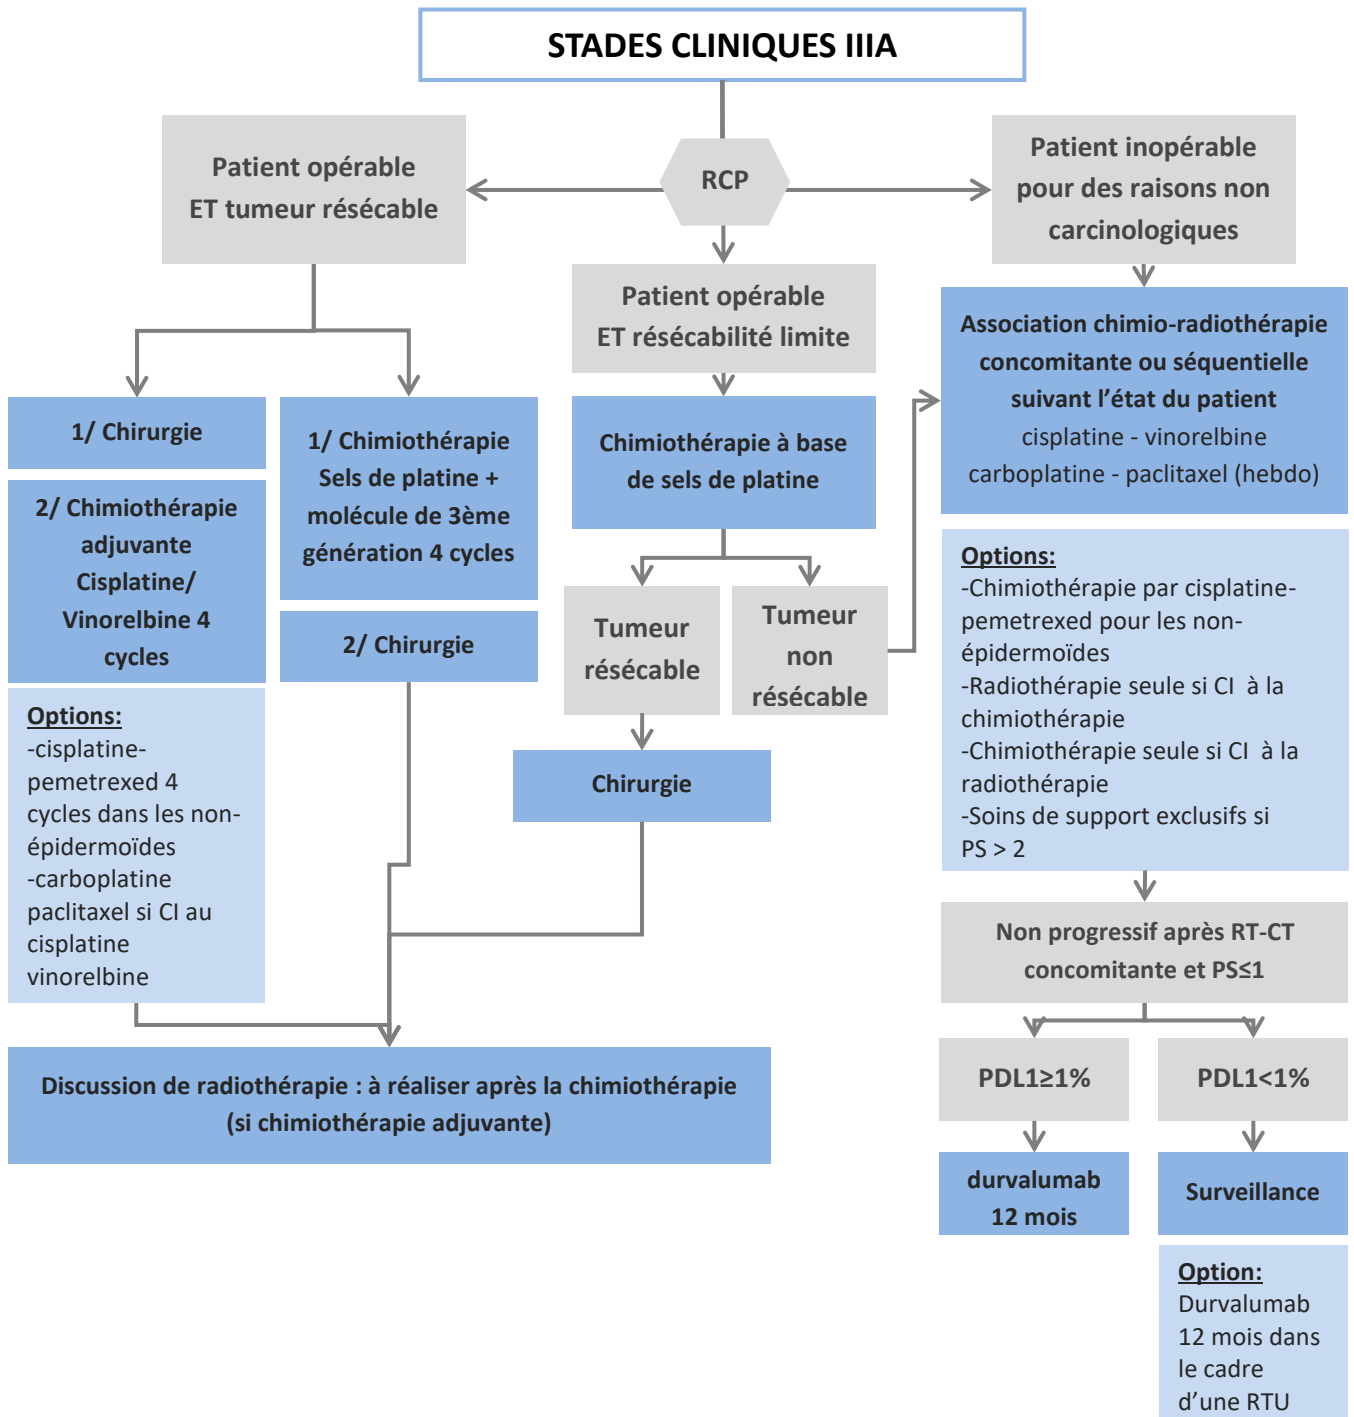 STADES CLINIQUES IIIA
RCP
Patient opérable
ET tumeur résécable
1/ Chirurgie
2/ Chimiothérapie
adjuvante
Cisplatine/
Vinorelbine 4
cycles
Options:
-cisplatine-
pemetrexed 4
cycles dans les non-
épidermoïdes
-carboplatine
paclitaxel si CI au
cisplatine
vinorelbine
1/ Chimiothérapie
Sels de platine +
molécule de 3ème
génération 4 cycles
2/ Chirurgie
Patient opérable
ET résécabilité limite
Chimiothérapie à base
de sels de platine
Tumeur
résécable
Tumeur
non
résécable
Chirurgie
Discussion de radiothérapie : à réaliser après la chimiothérapie
(si chimiothérapie adjuvante)
Patient inopérable
pour des raisons non
carcinologiques
Association chimio-radiothérapie
concomitante ou séquentielle
suivant l’état du patient
cisplatine - vinorelbine
carboplatine - paclitaxel (hebdo)
Options:
-Chimiothérapie par cisplatine-
pemetrexed pour les non-
épidermoïdes
-Radiothérapie seule si CI à la
chimiothérapie
-Chimiothérapie seule si CI à la
radiothérapie
-Soins de support exclusifs si
PS > 2
Non progressif après RT-CT
concomitante et PS≤1
PDL1≥1%
PDL1<1%
durvalumab
12 mois
Surveillance
Option:
Durvalumab
12 mois dans
le cadre
d’une RTU